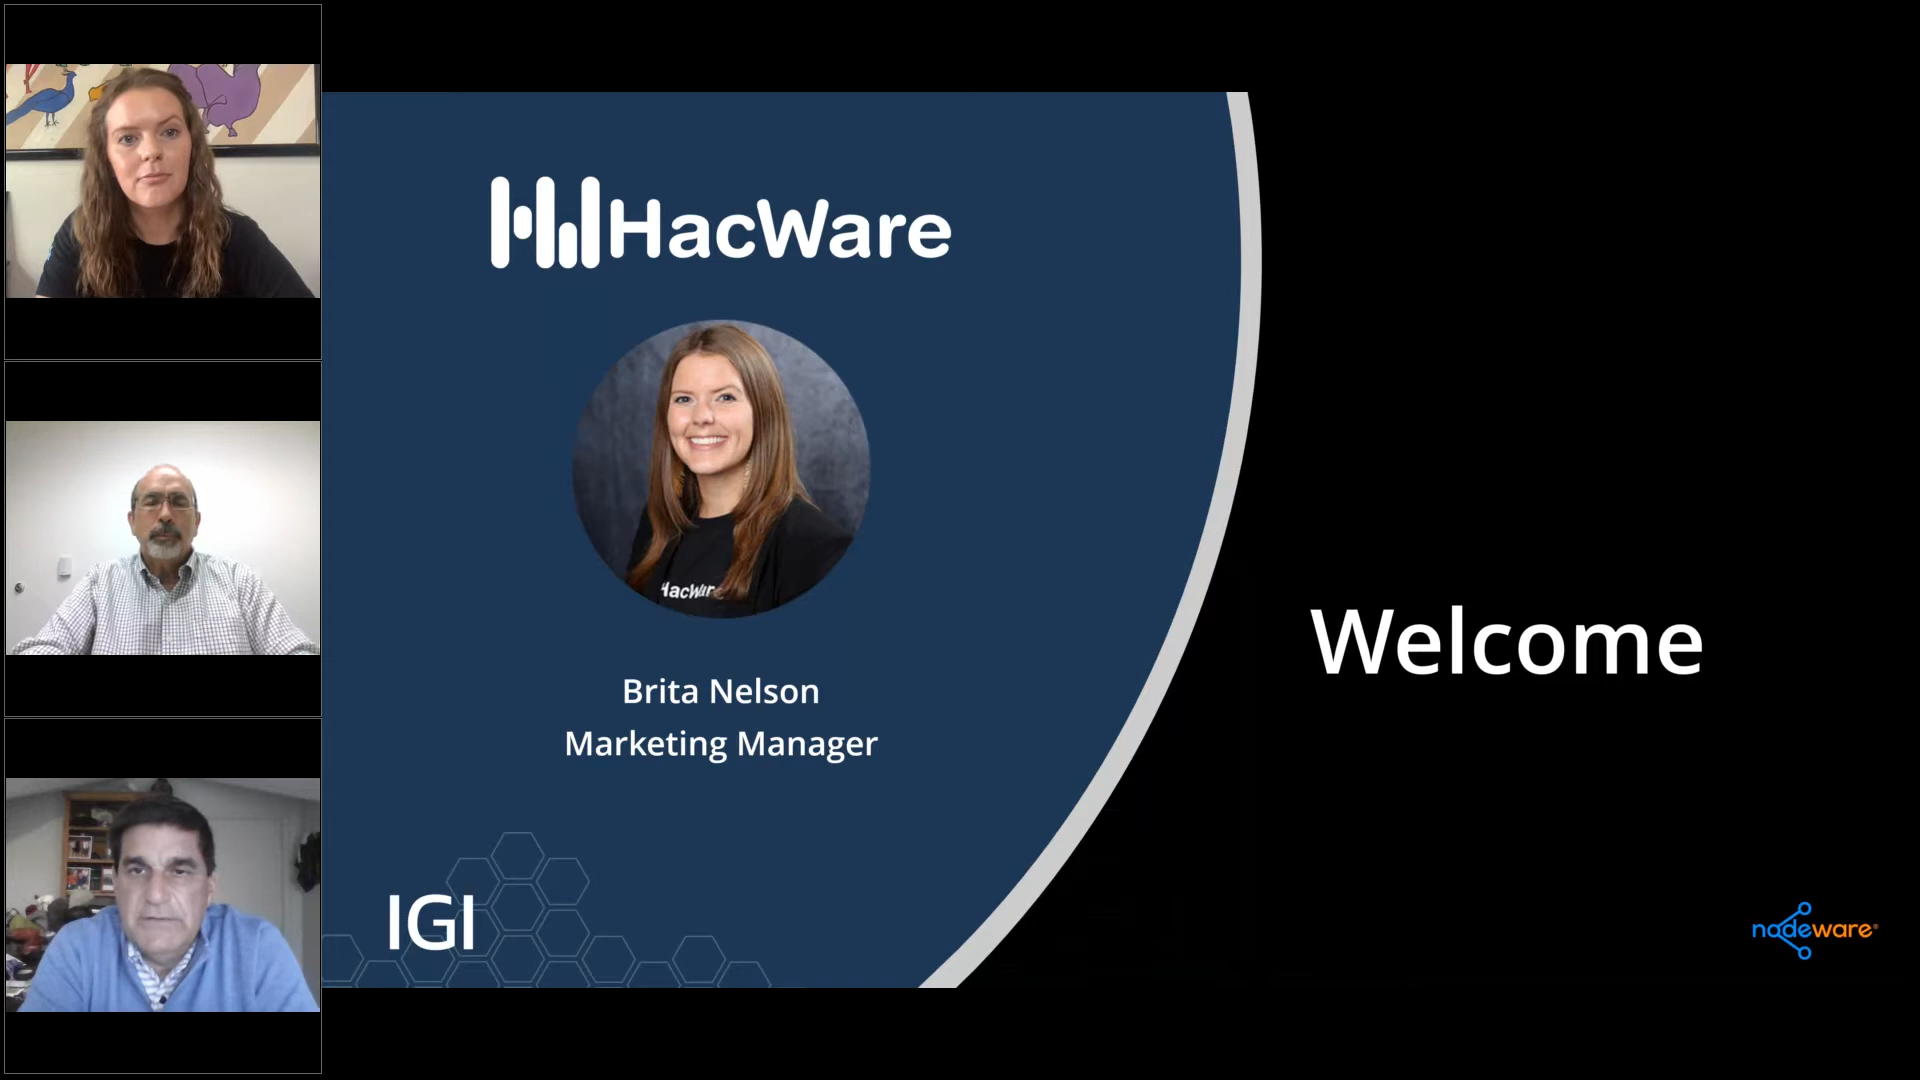 HacWare
HacWare
Brita Nelson
Marketing Manager
IGI
Welcome
nodeware®